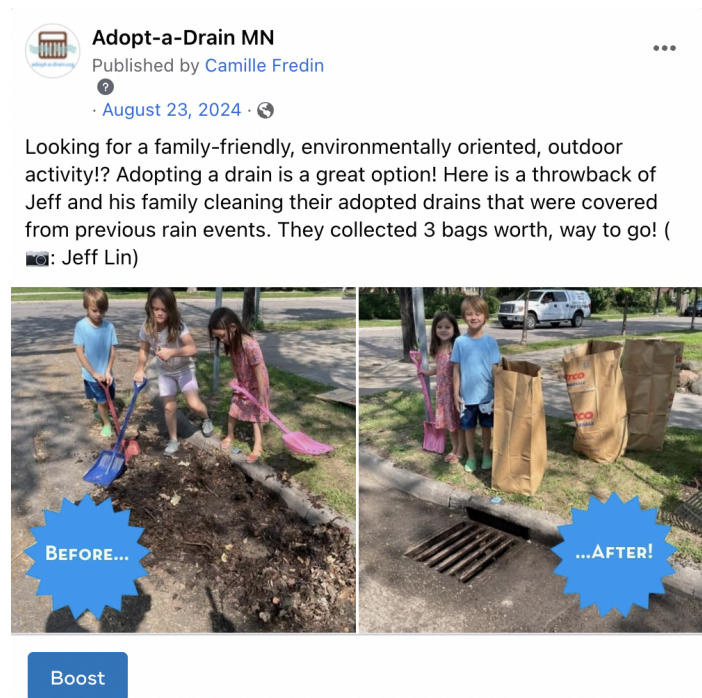 Adopt-a-Drain MN
Published by Camille Fredin
?
· August 23, 2024 ·
Looking for a family-friendly, environmentally oriented, outdoor
activity!? Adopting a drain is a great option! Here is a throwback of
Jeff and his family cleaning their adopted drains that were covered
from previous rain events. They collected 3 bags worth, way to go! (
📷: Jeff Lin)
BEFORE...
...AFTER!
Boost